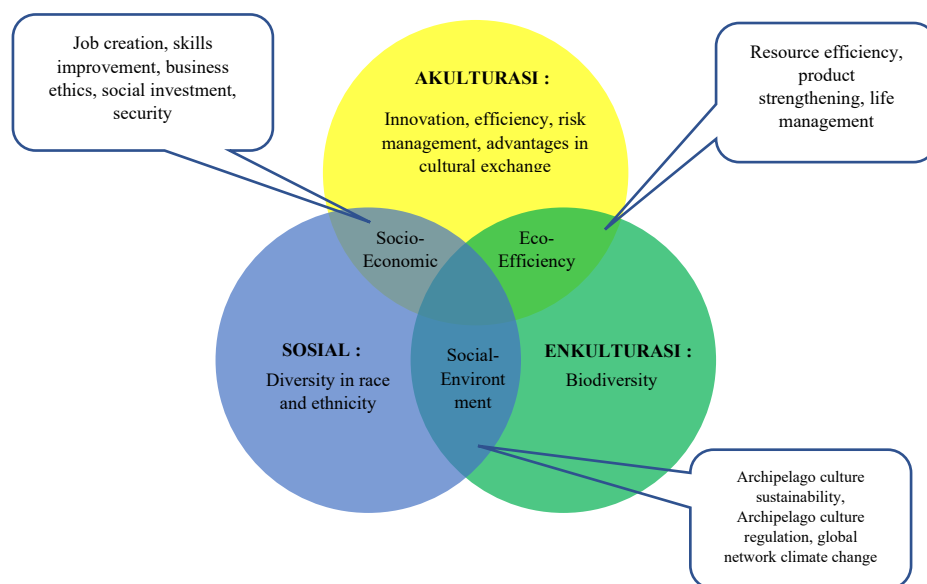 Job creation, skills
improvement, business
ethics, social investment,
security
AKULTURASI :
Innovation, efficiency, risk
management, advantages in
cultural exchange
Resource efficiency,
product
strengthening, life
management
Socio-
Economic
Eco-
Efficiency
SOSIAL :
Diversity in race
and ethnicity
Social-
Environt
ment
ENKULTURASI :
Biodiversity
Archipelago culture
sustainability,
Archipelago culture
regulation, global
network climate change